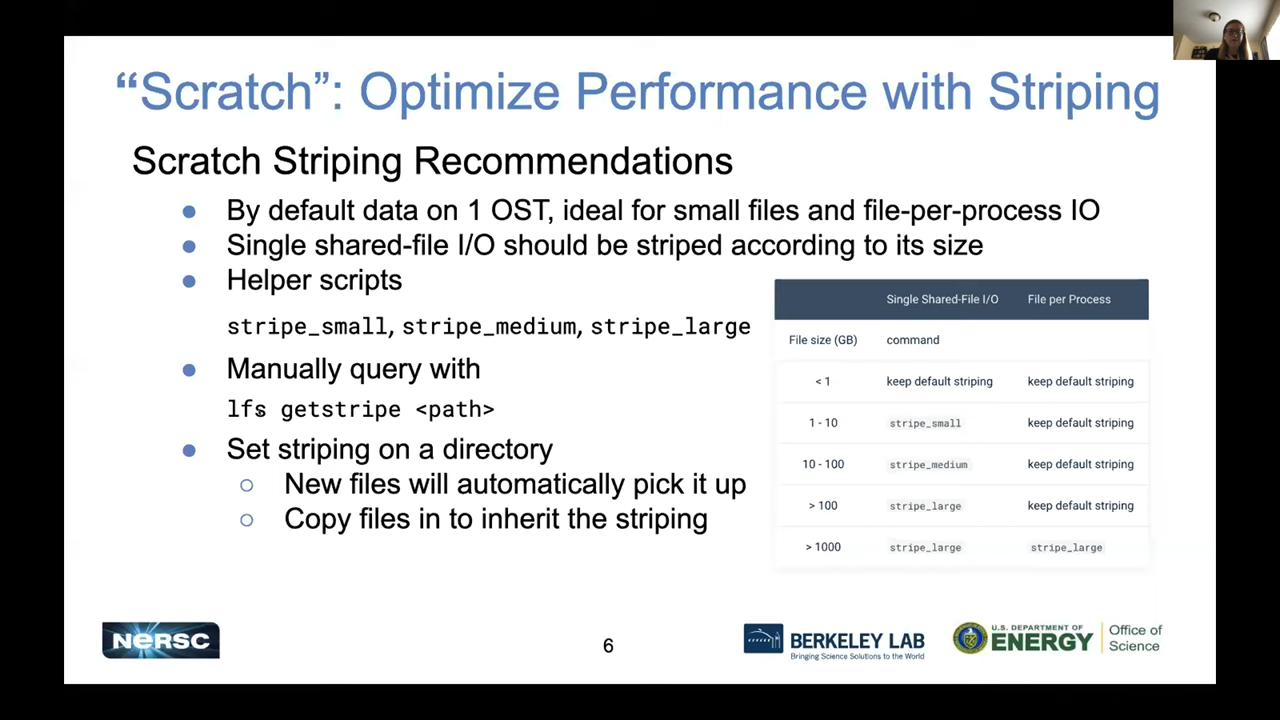 “Scratch”: Optimize Performance with Striping
Scratch Striping Recommendations
● By default data on 1 OST, ideal for small files and file-per-process IO
● Single shared-file I/O should be striped according to its size
● Helper scripts
stripe_small, stripe_medium, stripe_large
● Manually query with
lfs getstripe <path>
● Set striping on a directory
○ New files will automatically pick it up
○ Copy files in to inherit the striping
Single Shared-File I/O File per Process
File size (GB) command
< 1 keep default striping keep default striping
1 - 10 stripe_small keep default striping
10 - 100 stripe_medium keep default striping
> 100 stripe_large keep default striping
> 1000 stripe_large stripe_large
NERSC
6
BERKELEY LAB
Bringing Science Solutions to the World
U.S. DEPARTMENT OF
ENERGY
Office of
Science